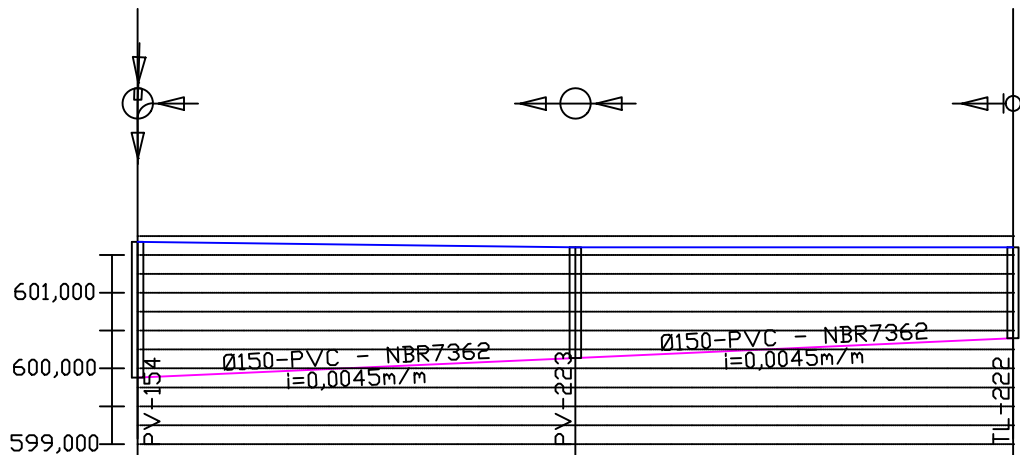 601,000
600,000
599,000
PV-154
Ø150-PVC - NBR7362
i=0,0045m/m
PV-223
Ø150-PVC - NBR7362
i=0,0045m/m
TL-222